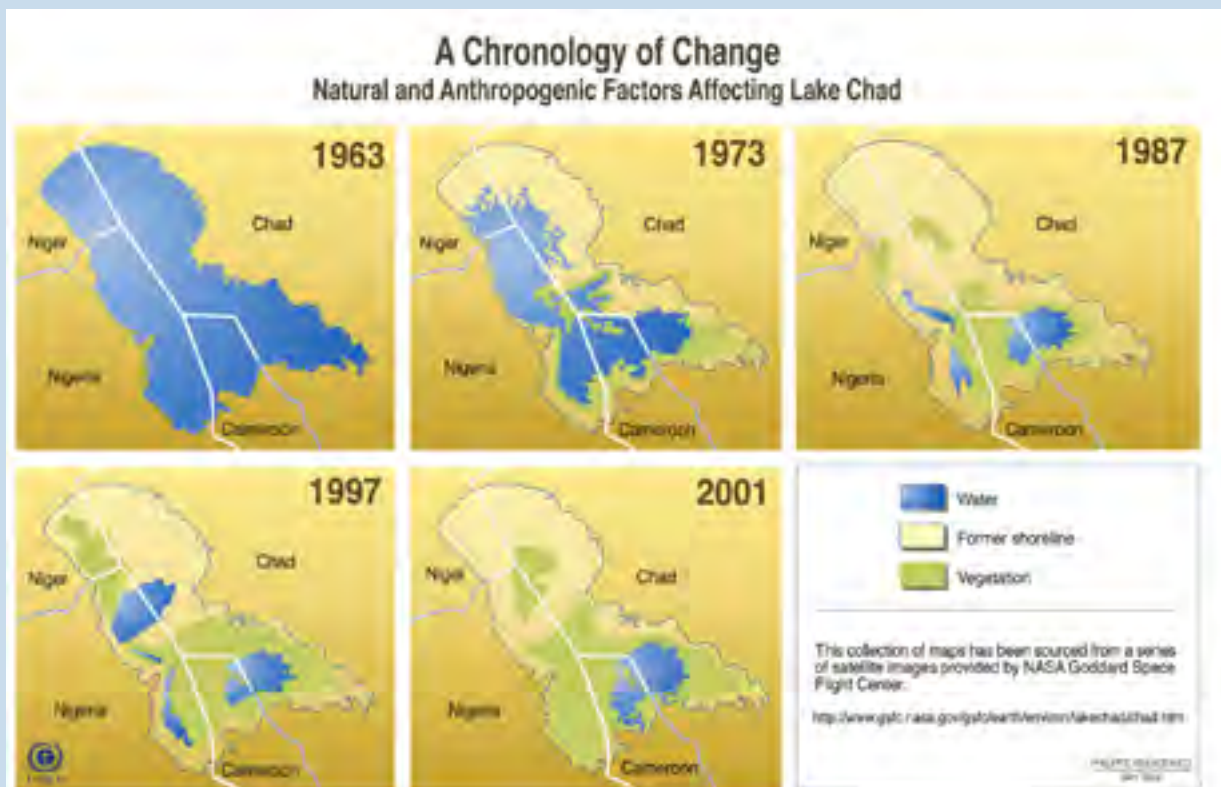 A Chronology of Change
Natural and Anthropogenic Factors Affecting Lake Chad
1963
Chad
Niger
Nigeria
Cameroon
1973
Chad
Niger
Nigeria
Cameroon
1987
Chad
Niger
Nigeria
Cameroon
1997
Chad
Niger
Nigeria
Cameroon
2001
Chad
Niger
Nigeria
Cameroon
Water
Former shoreline
Vegetation
This collection of maps has been sourced from a series
of satellite images provided by NASA Goddard Space
Flight Center.